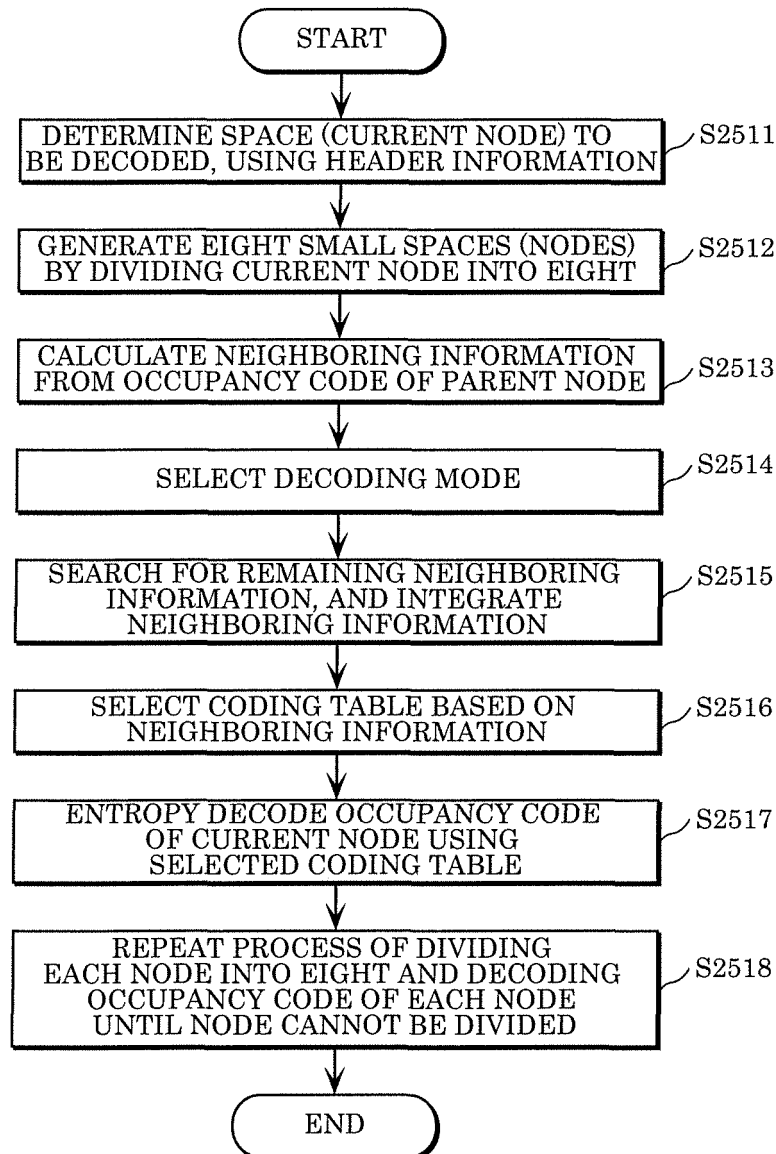 START
DETERMINE SPACE (CURRENT NODE) TO
BE DECODED, USING HEADER INFORMATION
S2511
GENERATE EIGHT SMALL SPACES (NODES)
BY DIVIDING CURRENT NODE INTO EIGHT
S2512
CALCULATE NEIGHBORING INFORMATION
FROM OCCUPANCY CODE OF PARENT NODE
S2513
SELECT DECODING MODE
S2514
SEARCH FOR REMAINING NEIGHBORING
INFORMATION, AND INTEGRATE
NEIGHBORING INFORMATION
S2515
SELECT CODING TABLE BASED ON
NEIGHBORING INFORMATION
S2516
ENTROPY DECODE OCCUPANCY CODE
OF CURRENT NODE USING
SELECTED CODING TABLE
S2517
REPEAT PROCESS OF DIVIDING
EACH NODE INTO EIGHT AND DECODING
OCCUPANCY CODE OF EACH NODE
UNTIL NODE CANNOT BE DIVIDED
S2518
END